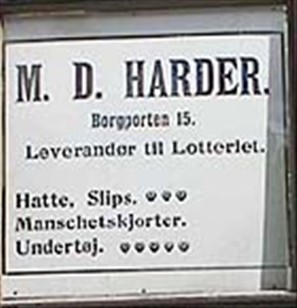 M. D. HARDER.
Borgporten 15.
Leverandør til Lotteriet.
Hatte, Slips.
Manschetskjorter.
Undertøj.